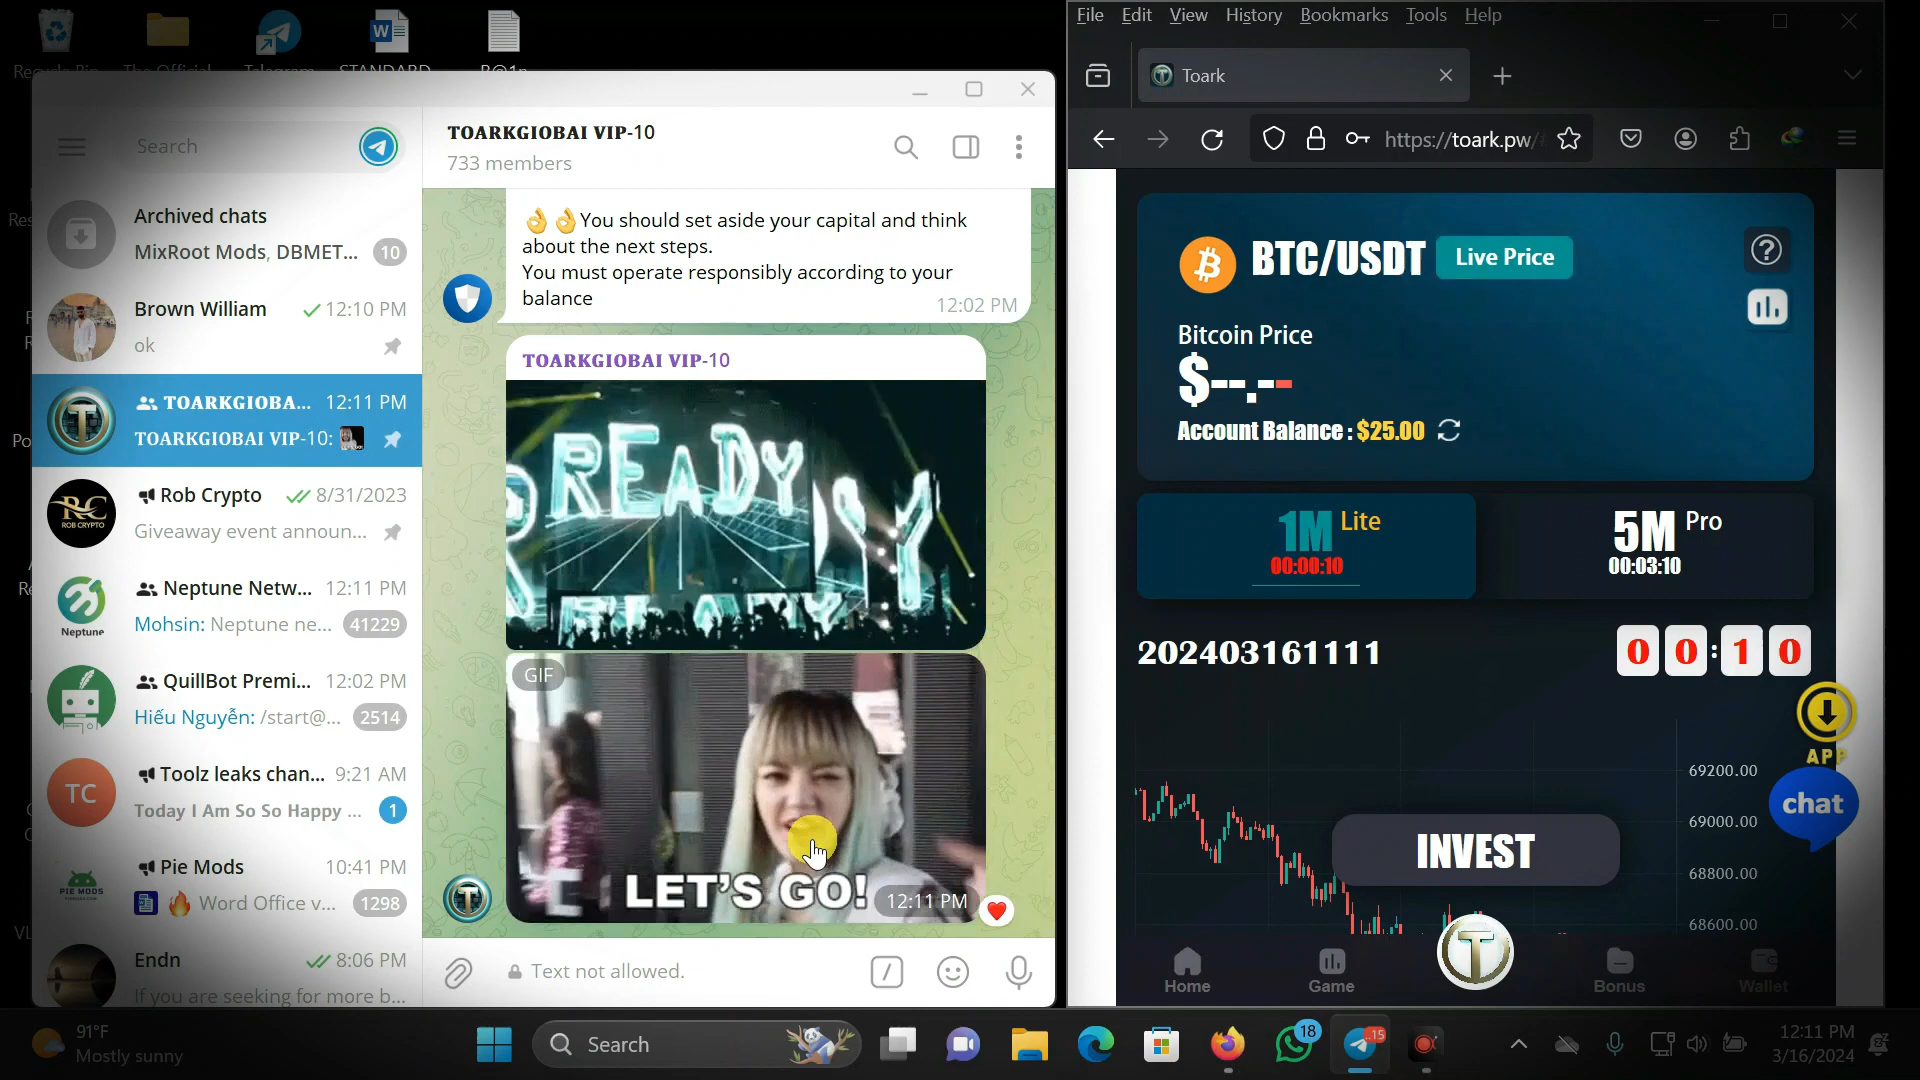 File Edit View History Bookmarks Tools Help
Toark
https://toark.pw/
Search
TOARKGIOBAI VIP-10
733 members
Archived chats
MixRoot Mods, DBMET... 10
Brown William 12:10 PM
ok
TOARKGIOBA... 12:11 PM
TOARKGIOBAI VIP-10:
ROB CRYPTO
Rob Crypto 8/31/2023
Giveaway event announ...
Neptune
Neptune Netw... 12:11 PM
Mohsin: Neptune ne... 41229
QuillBot Premi... 12:02 PM
Hiếu Nguyễn: /start@... 2514
TC
Toolz leaks chan... 9:21 AM
Today I Am So So Happy ... 1
PIE MODS
Pie Mods 10:41 PM
Word Office v... 1298
Endn 8:06 PM
If you are seeking for more b...
👌👌You should set aside your capital and think
about the next steps.
You must operate responsibly according to your
balance
12:02 PM
TOARKGIOBAI VIP-10
READY
GIF
LET'S GO!
12:11 PM
Text not allowed.
BTC/USDT Live Price
Bitcoin Price
$--.--
Account Balance : $25.00
1M Lite
00:00:10
5M Pro
00:03:10
202403161111
00:10
APP
chat
69200.00
69000.00
68800.00
68600.00
INVEST
Home Game Bonus Wallet
91°F
Mostly sunny
Search
18
15
12:11 PM
3/16/2024